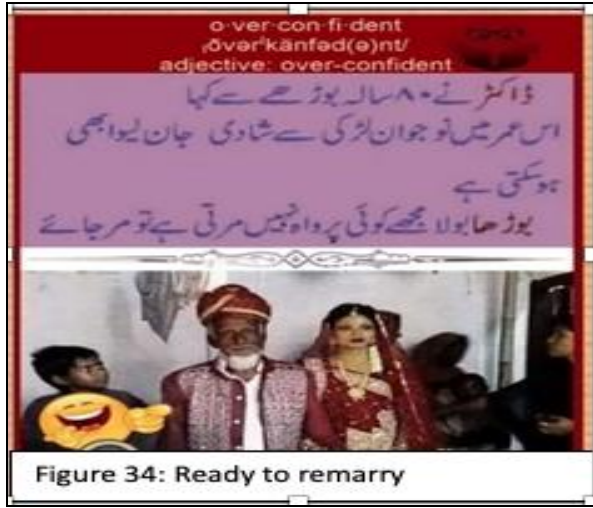 o·ver·con·fi·dent
ˌōvərˈkänfəd(ə)nt/
adjective: over-confident
ڈاکٹر نے ۸۰ سالہ بوڑھے سے کہا
اس عمر میں نوجوان لڑکی سے شادی جان لیوا بھی
ہو سکتی ہے
بوڑھا بولا مجھے کوئی پرواہ نہیں مرتی ہے تو مر جائے
Figure 34: Ready to remarry